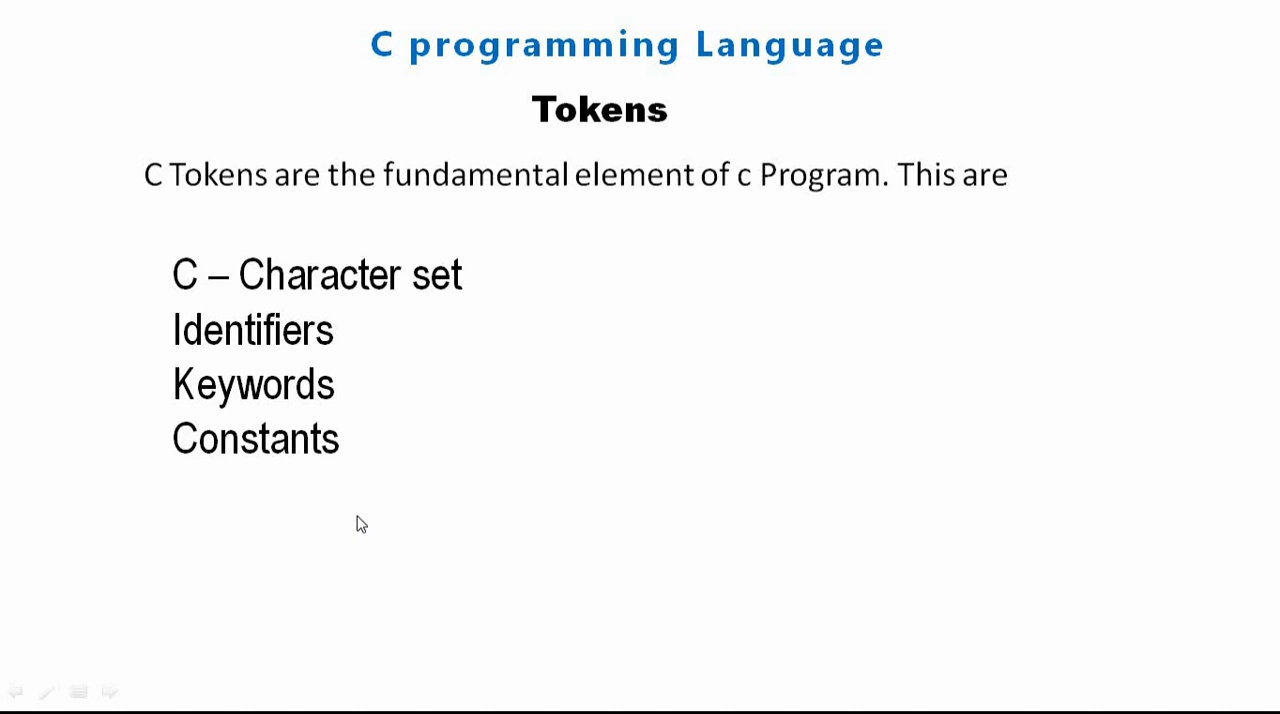 C programming Language
Tokens
C Tokens are the fundamental element of c Program. This are
C – Character set
Identifiers
Keywords
Constants